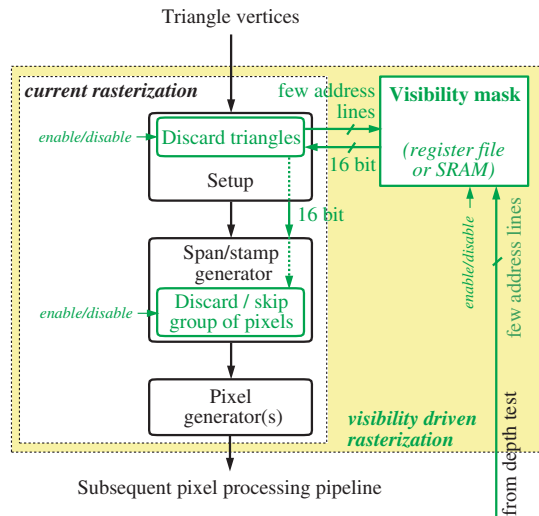 Triangle vertices
current rasterization
few address
lines
Visibility mask
enable/disable
Discard triangles
16 bit
(register file
or SRAM)
Setup
16 bit
enable/disable
few address lines
Span/stamp
generator
enable/disable
Discard / skip
group of pixels
Pixel
generator(s)
visibility driven
rasterization
from depth test
Subsequent pixel processing pipeline